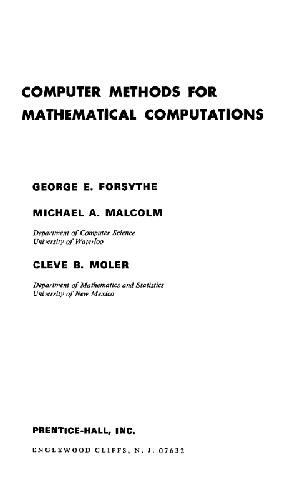 COMPUTER METHODS FOR
MATHEMATICAL COMPUTATIONS
GEORGE E. FORSYTHE
MICHAEL A. MALCOLM
Department of Computer Science
University of Waterloo
CLEVE B. MOLER
Department of Mathematics and Statistics
University of New Mexico
PRENTICE-HALL, INC.
ENGLEWOOD CLIFFS, N. J. 07632